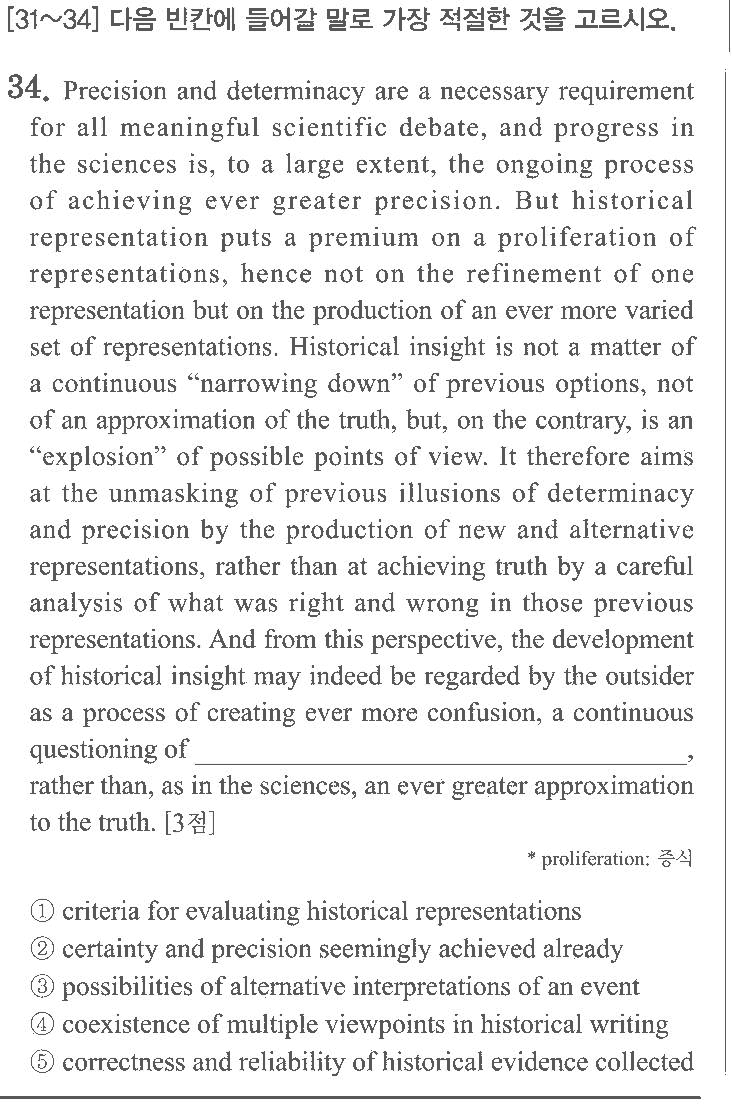 [31~34] 다음 빈칸에 들어갈 말로 가장 적절한 것을 고르시오.
34. Precision and determinacy are a necessary requirement
for all meaningful scientific debate, and progress in
the sciences is, to a large extent, the ongoing process
of achieving ever greater precision. But historical
representation puts a premium on a proliferation of
representations, hence not on the refinement of one
representation but on the production of an ever more varied
set of representations. Historical insight is not a matter of
a continuous “narrowing down” of previous options, not
of an approximation of the truth, but, on the contrary, is an
“explosion” of possible points of view. It therefore aims
at the unmasking of previous illusions of determinacy
and precision by the production of new and alternative
representations, rather than at achieving truth by a careful
analysis of what was right and wrong in those previous
representations. And from this perspective, the development
of historical insight may indeed be regarded by the outsider
as a process of creating ever more confusion, a continuous
questioning of ____________________,
rather than, as in the sciences, an ever greater approximation
to the truth. [3점]
* proliferation: 증식
① criteria for evaluating historical representations
② certainty and precision seemingly achieved already
③ possibilities of alternative interpretations of an event
④ coexistence of multiple viewpoints in historical writing
⑤ correctness and reliability of historical evidence collected